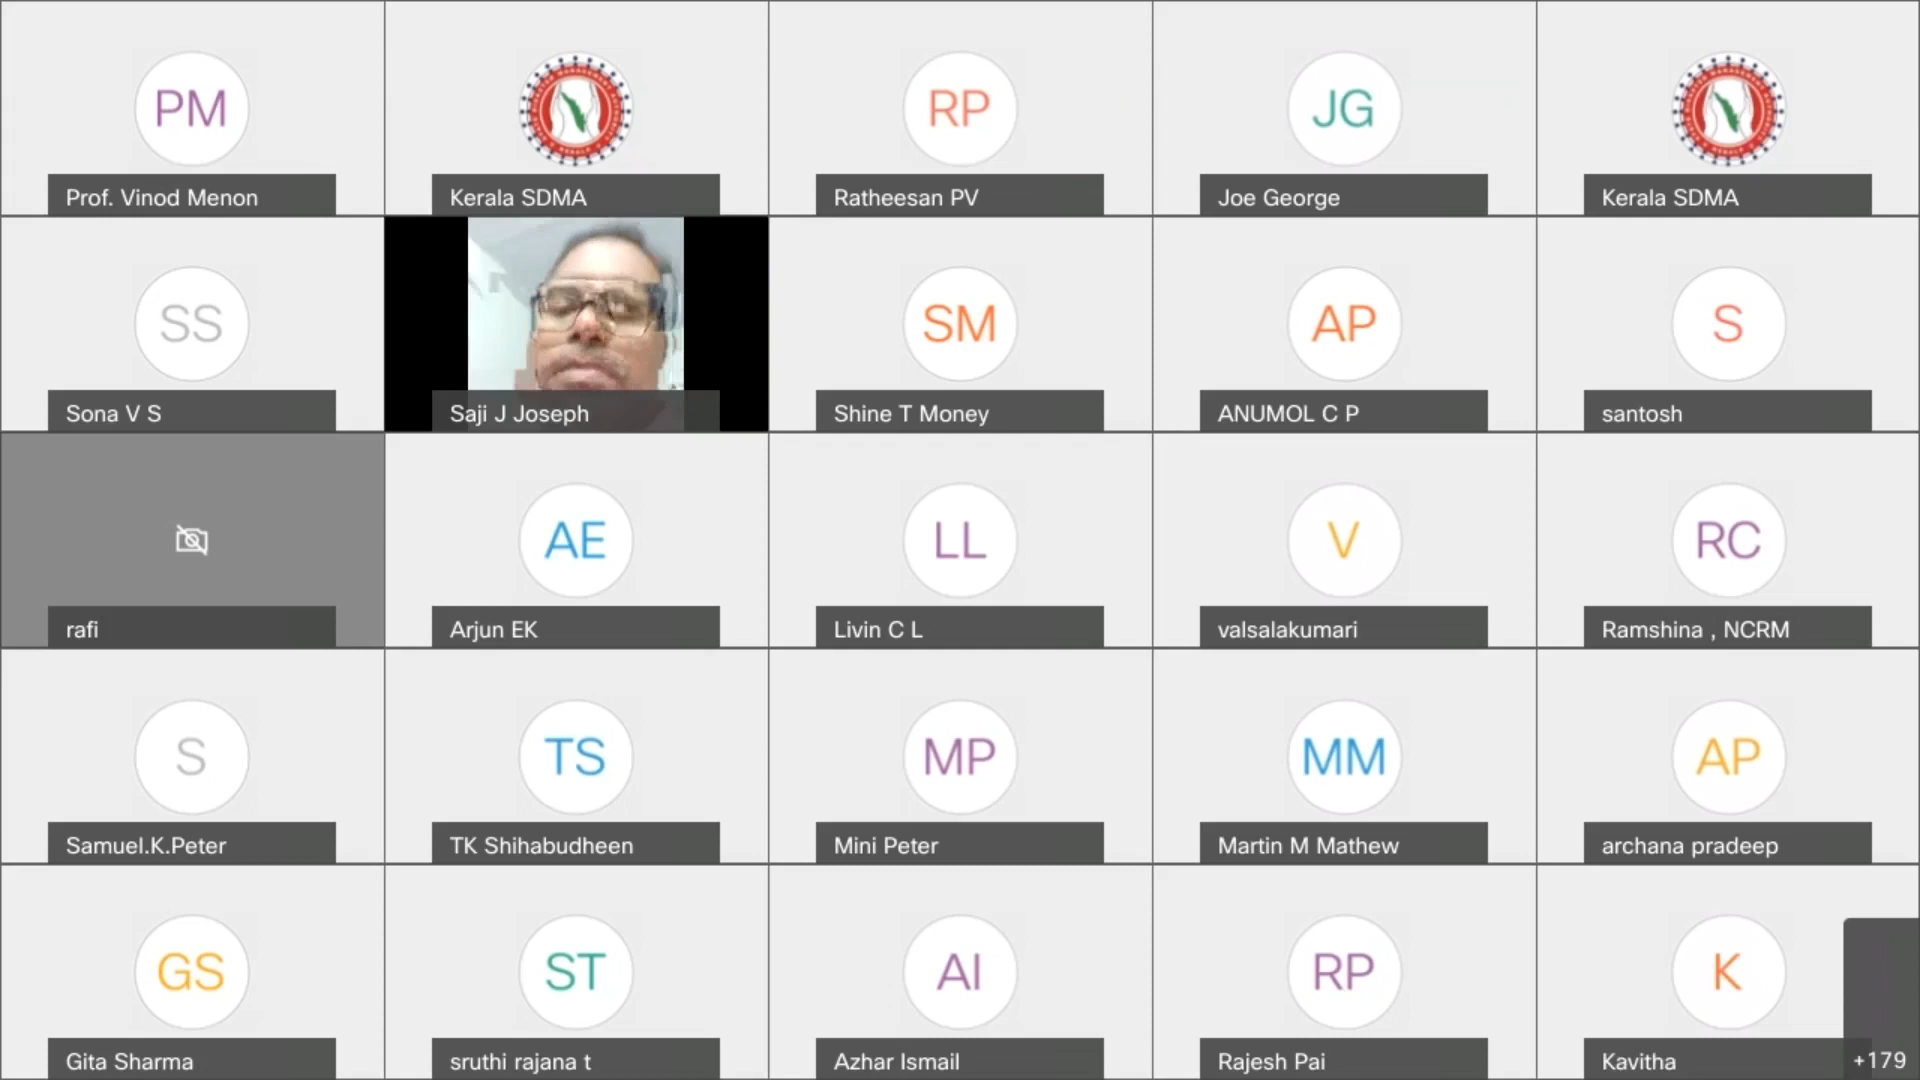 PM
Prof. Vinod Menon
Kerala SDMA
RP
Ratheesan PV
JG
Joe George
Kerala SDMA
SS
Sona V S
Saji J Joseph
SM
Shine T Money
AP
ANUMOL C P
S
santosh
rafi
AE
Arjun EK
LL
Livin C L
V
valsalakumari
RC
Ramshina , NCRM
S
Samuel.K.Peter
TS
TK Shihabudheen
MP
Mini Peter
MM
Martin M Mathew
AP
archana pradeep
GS
Gita Sharma
ST
sruthi rajana t
AI
Azhar Ismail
RP
Rajesh Pai
K
Kavitha
+179